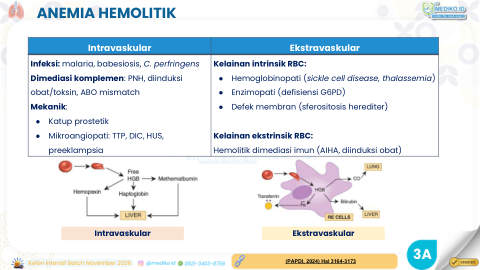 ANEMIA HEMOLITIK
MEDIKO.ID
Intravaskular
Infeksi: malaria, babesiosis, C. perfringens
Dimediasi komplemen: PNH, diinduksi
obat/toksin, ABO mismatch
Mekanik:
● Katup prostetik
● Mikroangiopati: TTP, DIC, HUS,
preeklampsia
Ekstravaskular
Kelainan intrinsik RBC:
● Hemoglobinopati (sickle cell disease, thalassemia)
● Enzimopati (defisiensi G6PD)
● Defek membran (sferositosis herediter)
Kelainan ekstrinsik RBC:
Hemolitik dimediasi imun (AIHA, diinduksi obat)
Free
HGB
Methemalbumin
Hemopexin
Haptoglobin
LIVER
Intravaskular
LUNG
CO
Transferrin
HGB
Bilirubin
RE CELLS
LIVER
Ekstravaskular
(PAPDI, 2024) Hal 3164-3173
3A